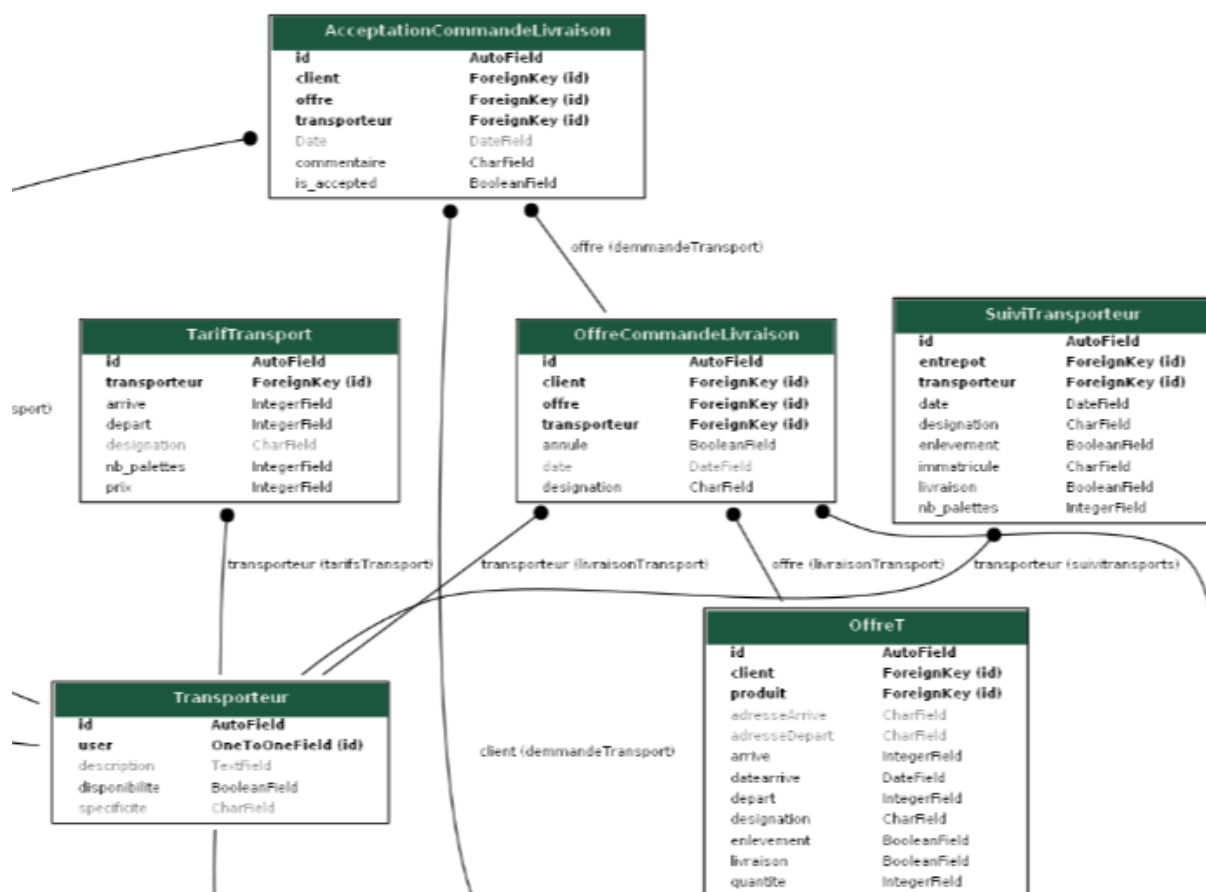 AcceptationCommandeLivraison
id AutoField
client ForeignKey (id)
offre ForeignKey (id)
transporteur ForeignKey (id)
Date DateField
commentaire CharField
is_accepted BooleanField
offre (demmandeTransport)
TarifTransport
id AutoField
transporteur ForeignKey (id)
arrive IntegerField
depart IntegerField
designation CharField
nb_palettes IntegerField
prix IntegerField
OffreCommandeLivraison
id AutoField
client ForeignKey (id)
offre ForeignKey (id)
transporteur ForeignKey (id)
annule BooleanField
date DateField
designation CharField
SuiviTransporteur
id AutoField
entrepot ForeignKey (id)
transporteur ForeignKey (id)
date DateField
designation CharField
enlevement BooleanField
immatricule CharField
livraison BooleanField
nb_palettes IntegerField
sport)
transporteur (tarifsTransport)
transporteur (livraisonTransport)
offre (livraisonTransport)
transporteur (suivitransports)
Transporteur
id AutoField
user OneToOneField (id)
description TextField
disponibilite BooleanField
specificite CharField
client (demmandeTransport)
OffreT
id AutoField
client ForeignKey (id)
produit ForeignKey (id)
adresseArrive CharField
adresseDepart CharField
arrive IntegerField
datearrive DateField
depart IntegerField
designation CharField
enlevement BooleanField
livraison BooleanField
quantite IntegerField